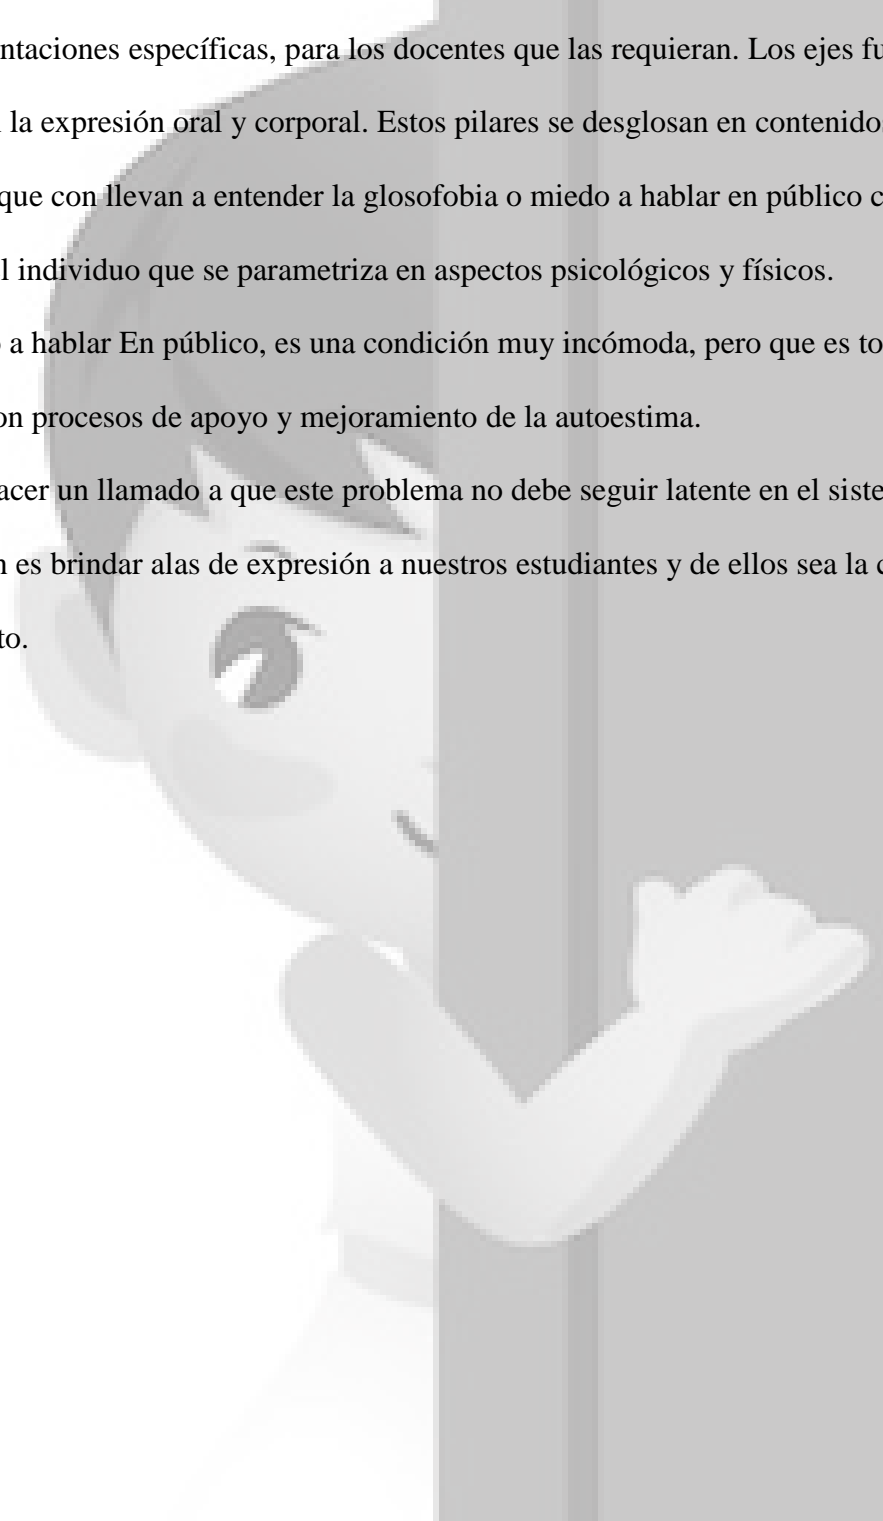 ntaciones específicas, para los docentes que las requieran. Los ejes fu
la expresión oral y corporal. Estos pilares se desglosan en contenido
que con llevan a entender la glosofobia o miedo a hablar en público c
l individuo que se parametriza en aspectos psicológicos y físicos.
a hablar En público, es una condición muy incómoda, pero que es to
on procesos de apoyo y mejoramiento de la autoestima.
acer un llamado a que este problema no debe seguir latente en el siste
n es brindar alas de expresión a nuestros estudiantes y de ellos sea la c
to.